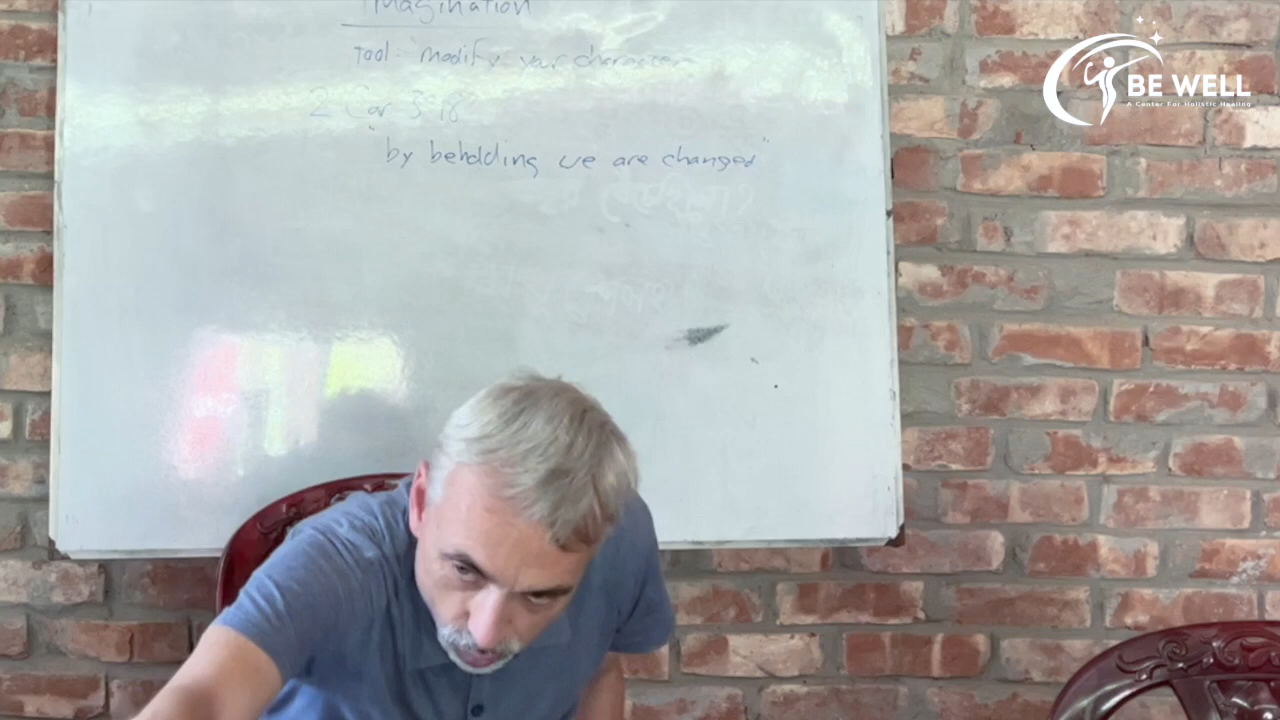 Imagination
Tool - modify your character
2 Cor 3:18
"by beholding we are changed"
BE WELL
A Center For Holistic Healing